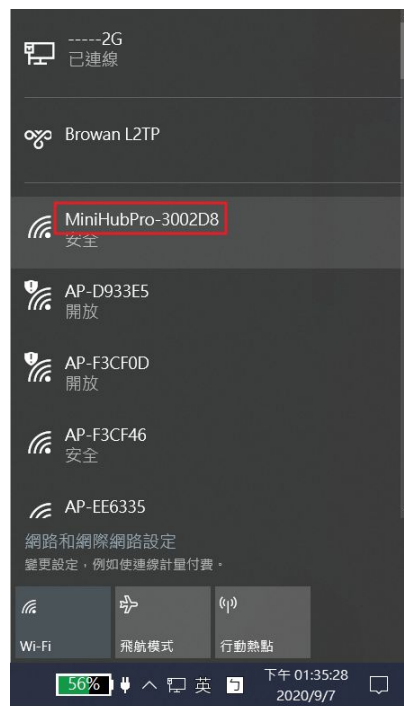 -----2G
已連線
Browan L2TP
MiniHubPro-3002D8
安全
AP-D933E5
開放
AP-F3CF0D
開放
AP-F3CF46
安全
AP-EE6335
網路和網際網路設定
變更設定，例如使連線計量付費。
Wi-Fi
飛航模式
行動熱點
56%
英
ㄅ
下午 01:35:28
2020/9/7